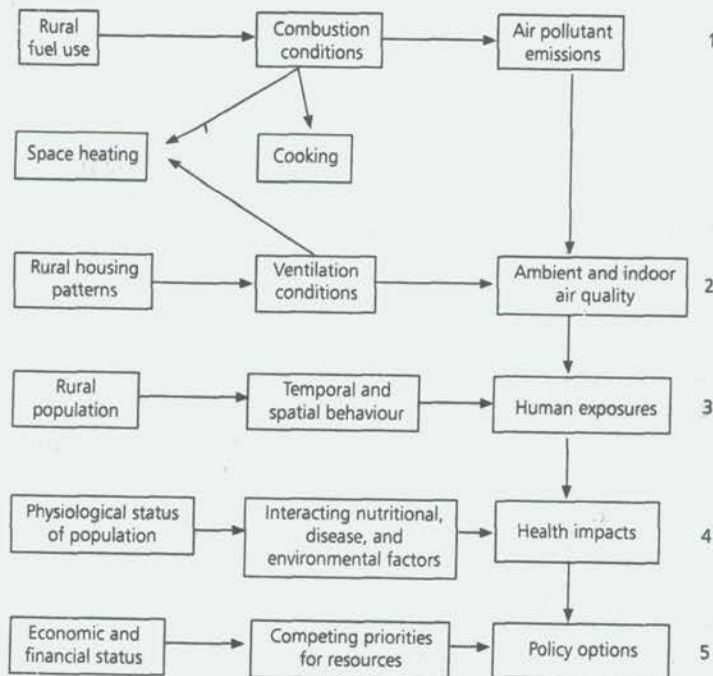 Rural
fuel use
Combustion
conditions
Air pollutant
emissions
1
Space heating
Cooking
Rural housing
patterns
Ventilation
conditions
Ambient and indoor
air quality
2
Rural
population
Temporal and
spatial behaviour
Human exposures
3
Physiological status
of population
Interacting nutritional,
disease, and
environmental factors
Health impacts
4
Economic and
financial status
Competing priorities
for resources
Policy options
5